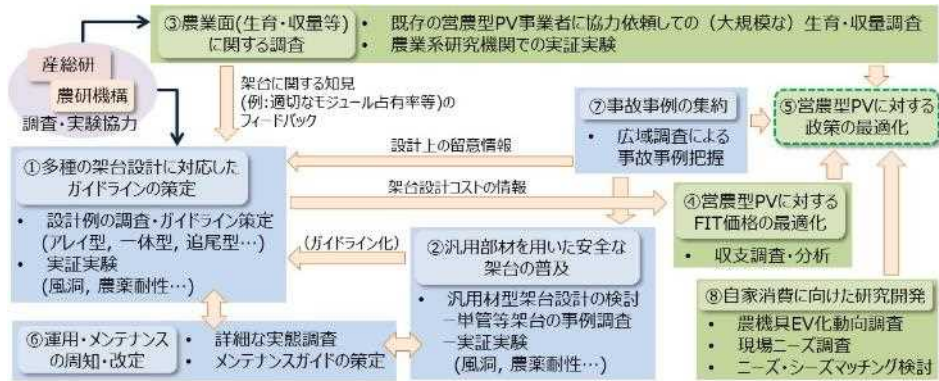 ③農業面(生育・収量等)
に関する調査
• 既存の営農型PV事業者に協力依頼しての（大規模な）生育・収量調査
• 農業系研究機関での実証実験
産総研
農研機構
調査・実験協力
架台に関する知見
(例:適切なモジュール占有率等)の
フィードバック
⑦事故事例の集約
• 広域調査による
事故事例把握
⑤営農型PVに対する
政策の最適化
設計上の留意情報
①多種の架台設計に対応した
ガイドラインの策定
• 設計例の調査・ガイドライン策定
(アレイ型, 一体型, 追尾型…)
• 実証実験
(風洞, 農薬耐性…)
架台設計コストの情報
④営農型PVに対する
FIT価格の最適化
• 収支調査・分析
(ガイドライン化)
②汎用部材を用いた安全な
架台の普及
• 汎用材型架台設計の検討
－単管等架台の事例調査
－実証実験
(風洞, 農薬耐性…)
⑥運用・メンテナンス
の周知・改定
• 詳細な実態調査
• メンテナンスガイドの策定
⑧自家消費に向けた研究開発
• 農機具EV化動向調査
• 現場ニーズ調査
• ニーズ・シーズマッチング検討